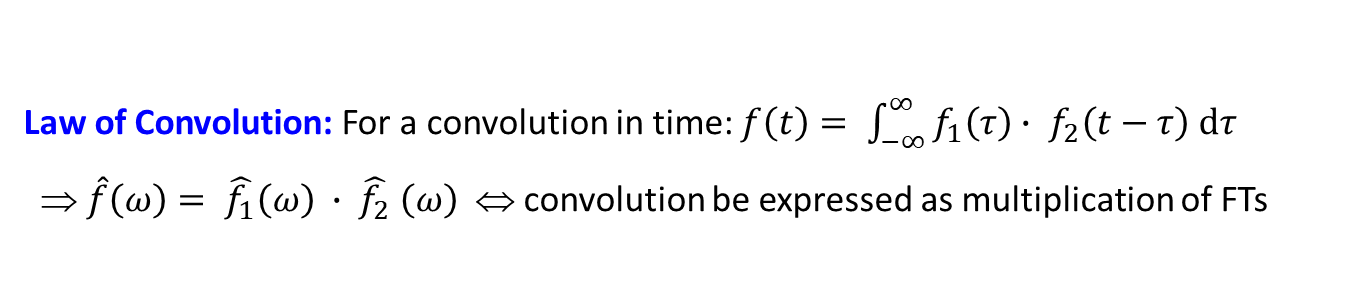 Law of Convolution: For a convolution in time: f(t) = ∫_{-∞}^{∞} f₁(τ) · f₂(t − τ) dτ
⇒ f̂(ω) = f̂₁(ω) · f̂₂ (ω) ⇔ convolution be expressed as multiplication of FTs